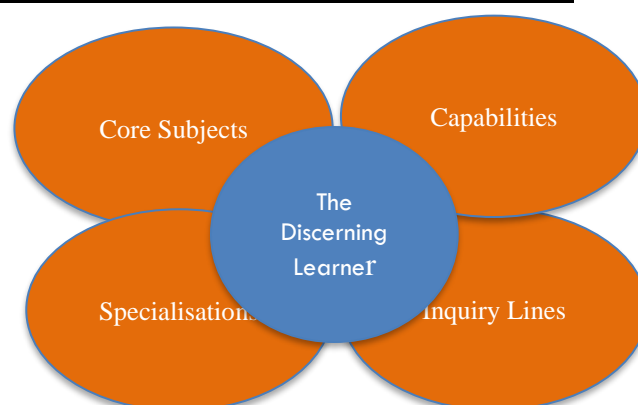 Core Subjects
Capabilities
The
Discerning
Learner
Specialisations
Inquiry Lines